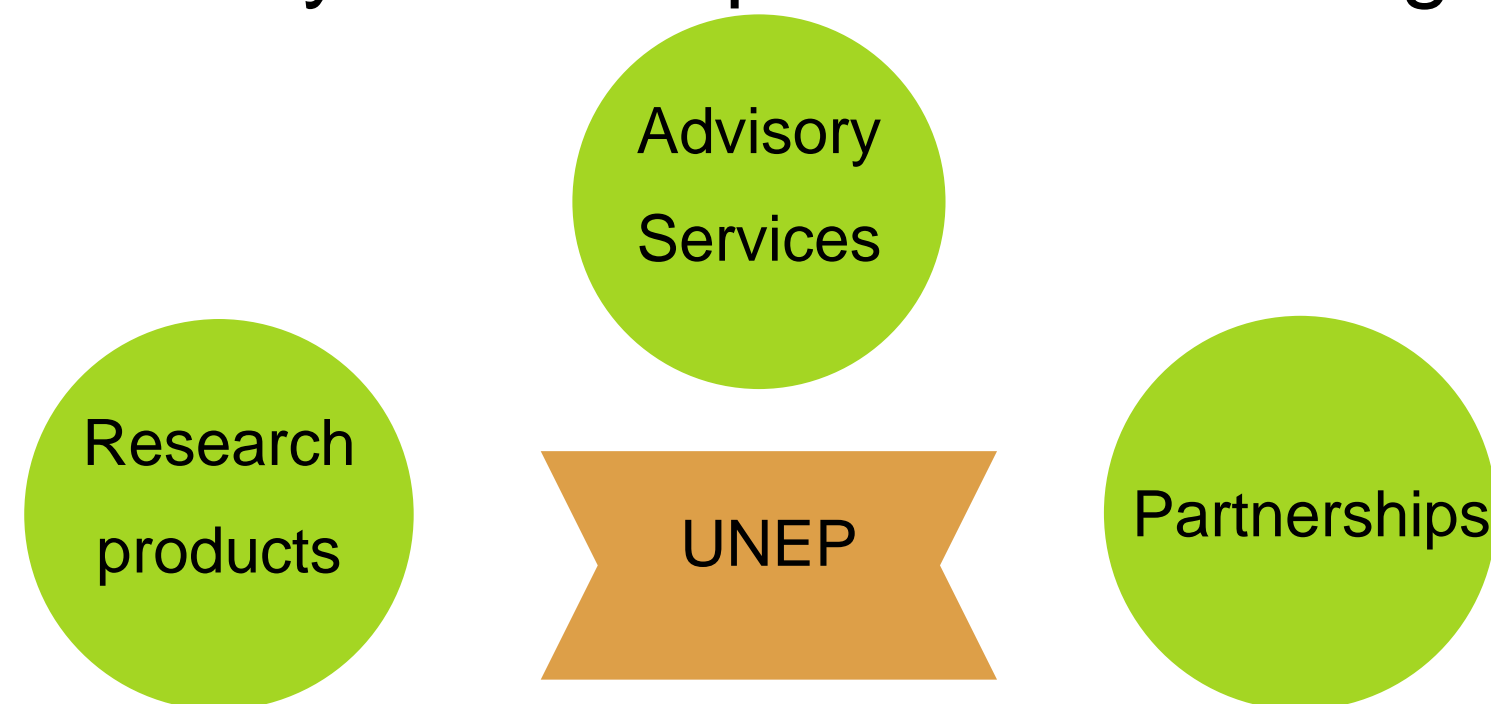 Advisory
Services
Research
products
UNEP
Partnerships